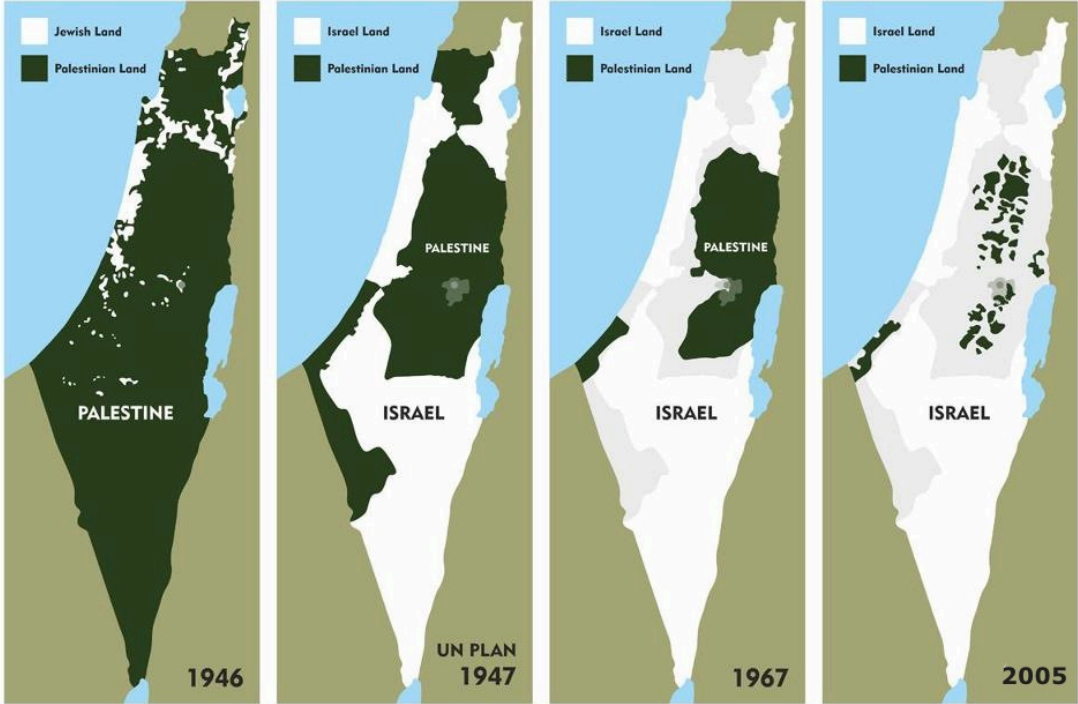 Jewish Land
Palestinian Land
PALESTINE
1946
Israel Land
Palestinian Land
PALESTINE
ISRAEL
UN PLAN
1947
Israel Land
Palestinian Land
PALESTINE
ISRAEL
1967
Israel Land
Palestinian Land
ISRAEL
2005